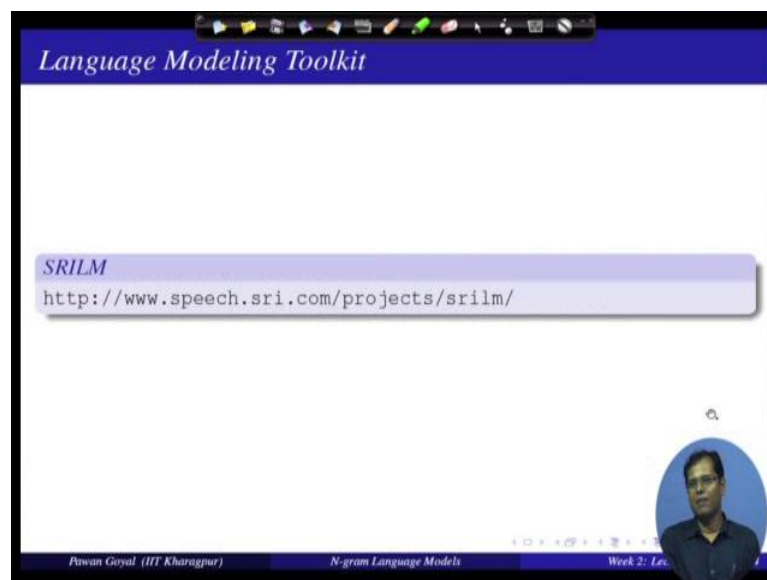 Language Modeling Toolkit
SRILM
http://www.speech.sri.com/projects/srilm/
Pawan Goyal (IIT Kharagpur)
N-gram Language Models
Week 2: